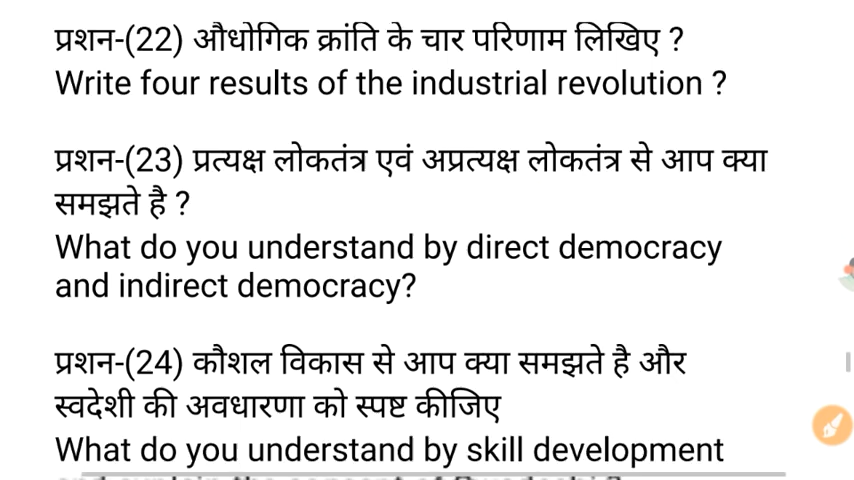 प्रशन-(22) औधोगिक क्रांति के चार परिणाम लिखिए ?
Write four results of the industrial revolution ?
प्रशन-(23) प्रत्यक्ष लोकतंत्र एवं अप्रत्यक्ष लोकतंत्र से आप क्या
समझते है ?
What do you understand by direct democracy
and indirect democracy?
प्रशन-(24) कौशल विकास से आप क्या समझते है और
स्वदेशी की अवधारणा को स्पष्ट कीजिए
What do you understand by skill development